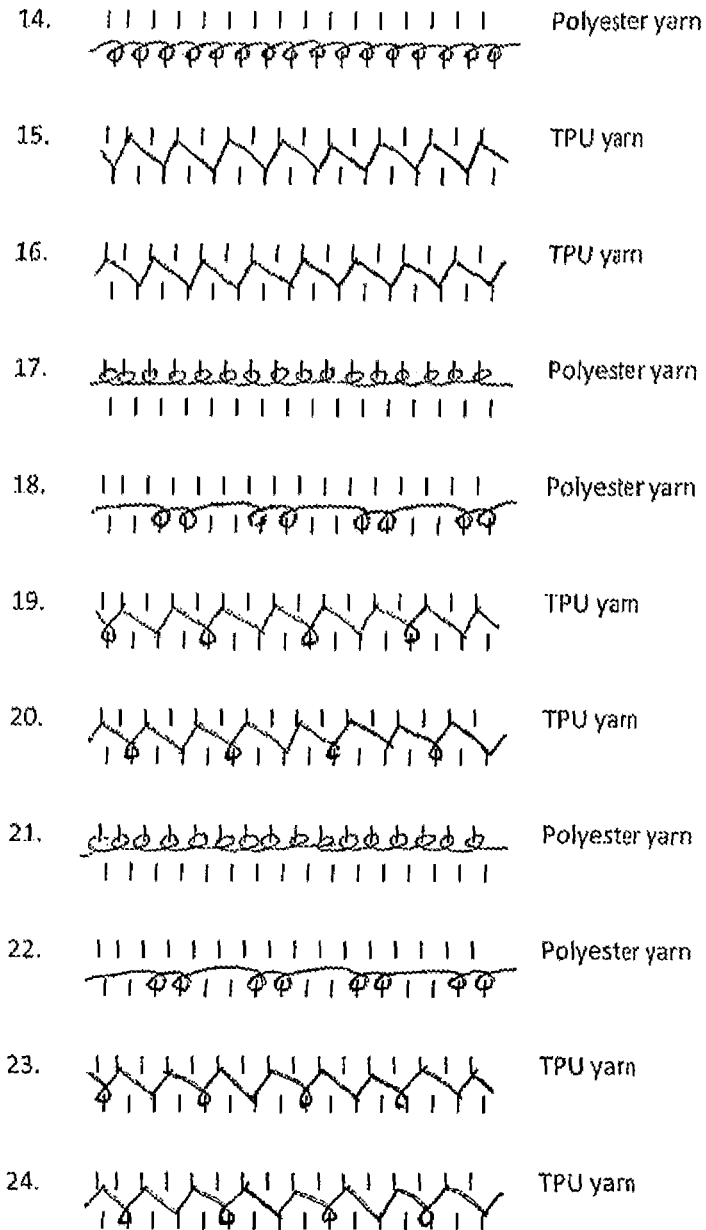 14. Polyester yarn
15. TPU yarn
16. TPU yarn
17. Polyester yarn
18. Polyester yarn
19. TPU yarn
20. TPU yarn
21. Polyester yarn
22. Polyester yarn
23. TPU yarn
24. TPU yarn